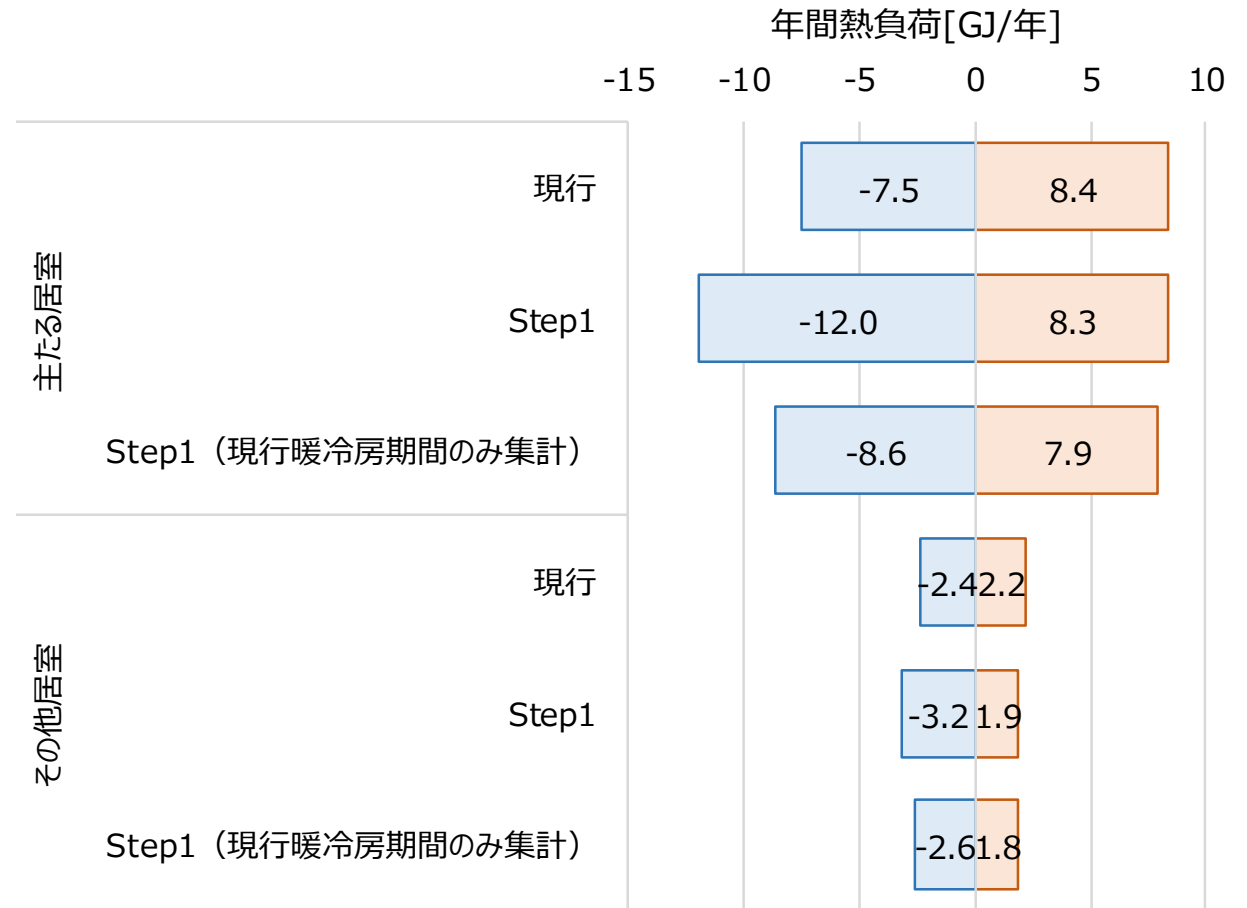 年間熱負荷[GJ/年]
-15 -10 -5 0 5 10
主たる居室
現行 -7.5 8.4
Step1 -12.0 8.3
Step1（現行暖冷房期間のみ集計） -8.6 7.9
その他居室
現行 -2.4 2.2
Step1 -3.2 1.9
Step1（現行暖冷房期間のみ集計） -2.6 1.8